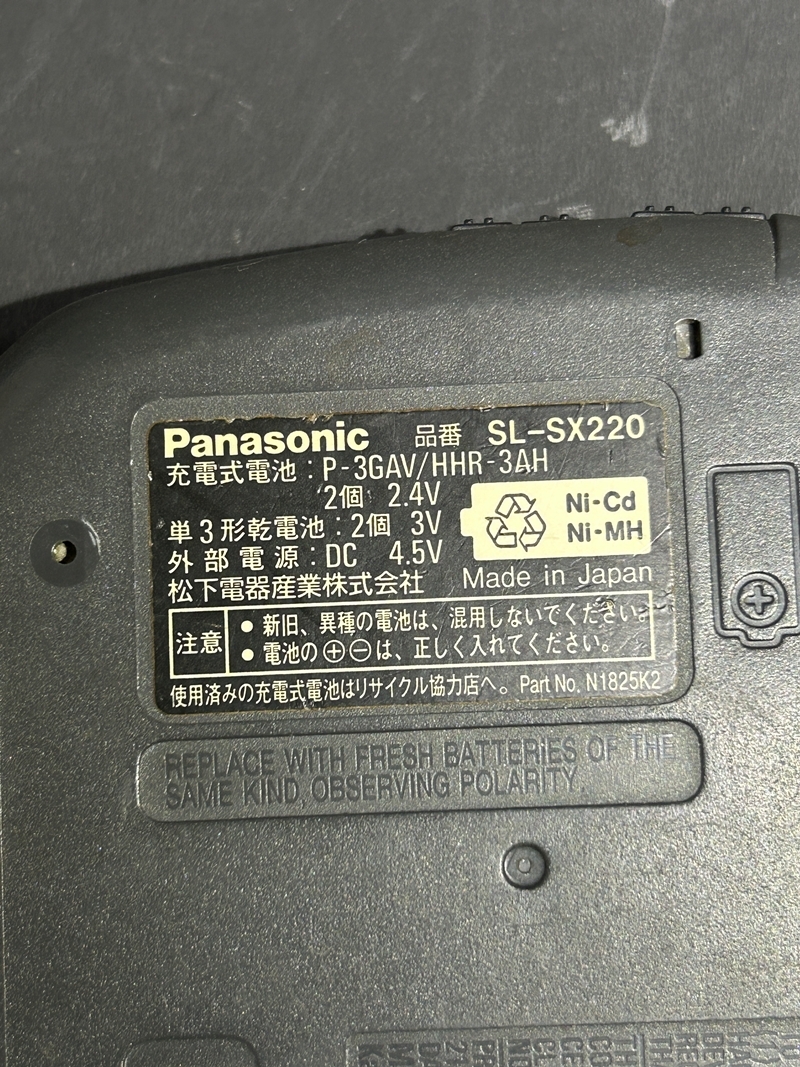 Panasonic 品番 SL-SX220
充電式電池：P-3GAV/HHR-3AH
2個 2.4V
単3形乾電池：2個 3V
外部電源：DC 4.5V
Ni-Cd
Ni-MH
松下電器産業株式会社 Made in Japan
注意
● 新旧、異種の電池は、混用しないでください。
● 電池の⊕⊖は、正しく入れてください。
使用済みの充電式電池はリサイクル協力店へ。 Part No. N1825K2
REPLACE WITH FRESH BATTERIES OF THE
SAME KIND, OBSERVING POLARITY.